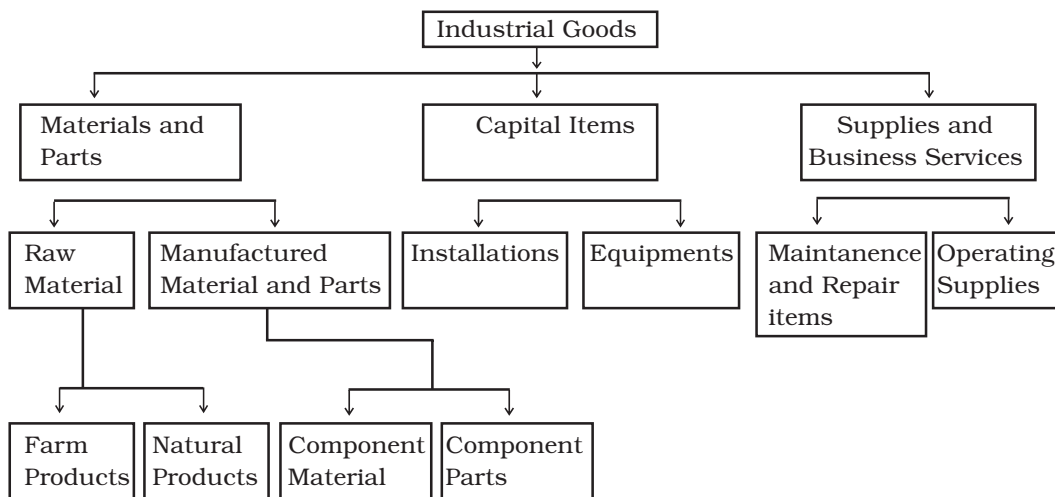 Industrial Goods
Materials and
Parts
Capital Items
Supplies and
Business Services
Raw
Material
Manufactured
Material and Parts
Installations
Equipments
Maintanence
and Repair
items
Operating
Supplies
Farm
Products
Natural
Products
Component
Material
Component
Parts